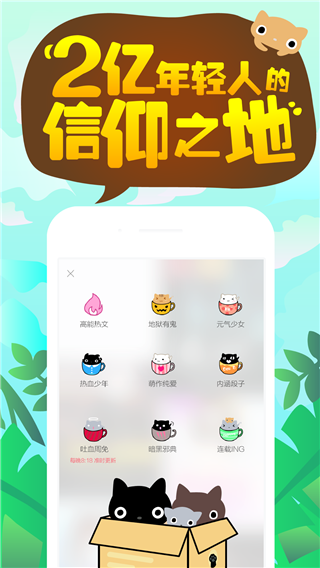 “2亿年轻人的
信仰之地”
×
高能热文
地狱有鬼
元气少女
热血少年
萌作纯爱
内涵段子
吐血周免
暗黑邪典
连载ING